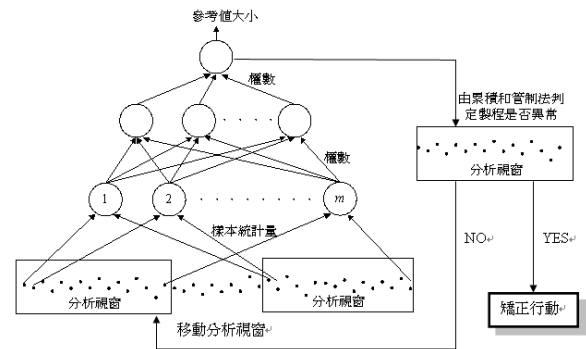 參考值大小
權數
由累積和管制法判
定製程是否異常
分析視窗
權數
1
2
m
樣本統計量
NO
YES
分析視窗
分析視窗
矯正行動
移動分析視窗